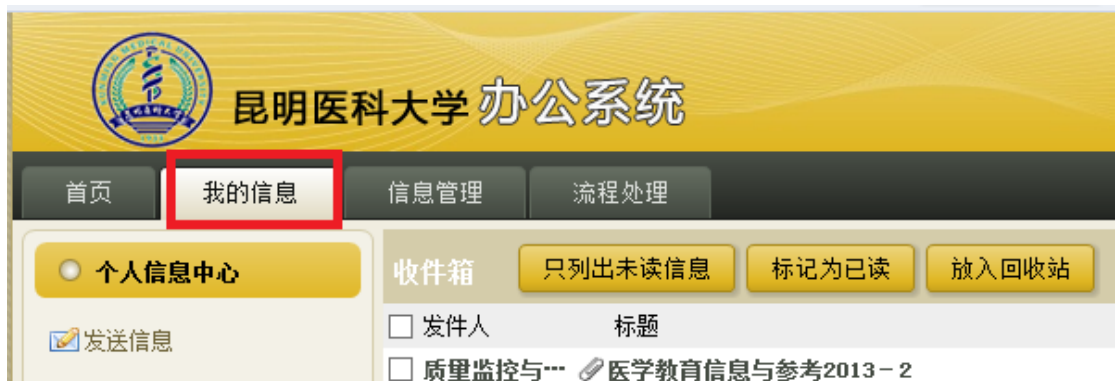 昆明医科大学 办公系统
首页 我的信息 信息管理 流程处理
个人信息中心
收件箱 只列出未读信息 标记为已读 放入回收站
发送信息
发件人 标题
质量监控与… 医学教育信息与参考2013-2